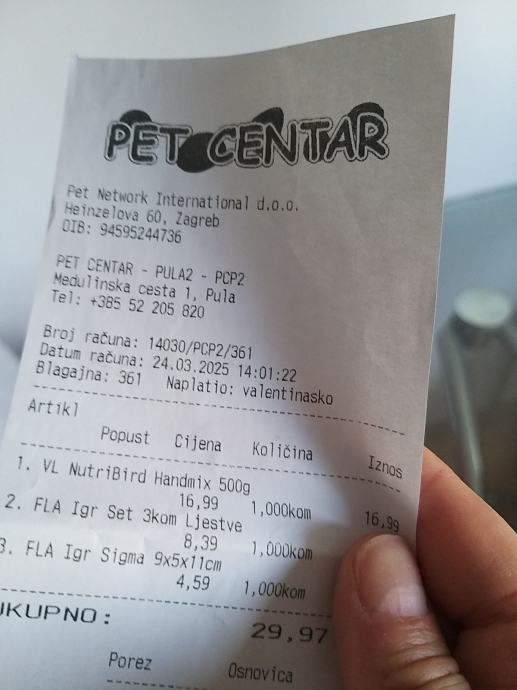 PET CENTAR
Pet Network International d.o.o.
Heinzelova 60, Zagreb
OIB: 94595244736
PET CENTAR - PULA2 - PCP2
Medulinska cesta 1, Pula
Tel: +385 52 205 820
Broj računa: 14030/PCP2/361
Datum računa: 24.03.2025 14:01:22
Blagajna: 361 Naplatio: valentinasko
Artikl
Popust Cijena Količina Iznos
1. VL NutriBird Handmix 500g
16,99 1,000kom 16,99
2. FLA Igr Set 3kom Ljestve
8,39 1,000kom
3. FLA Igr Sigma 9x5x11cm
4,59 1,000kom
UKUPNO: 29,97
Porez Osnovica